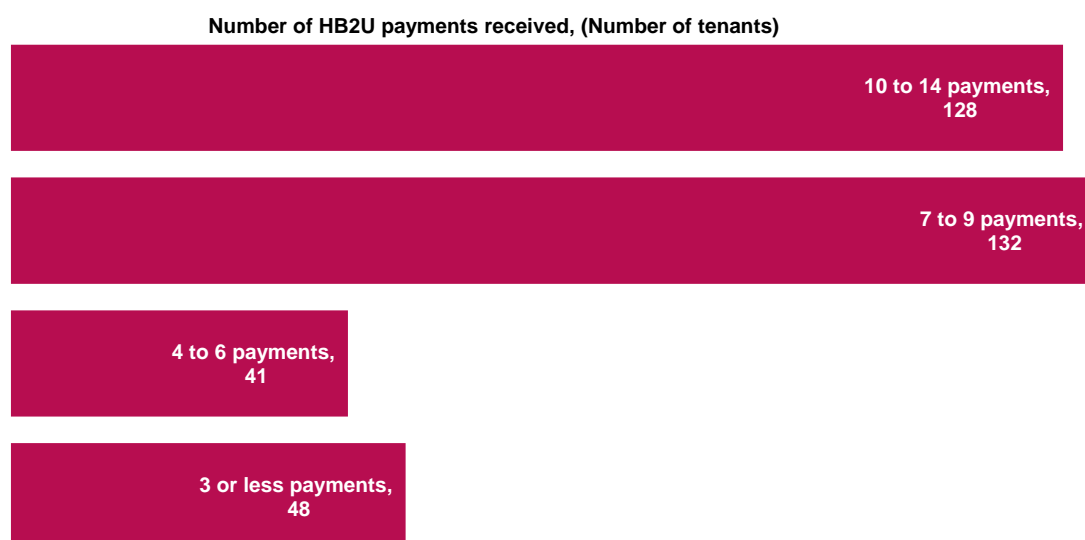 Number of HB2U payments received, (Number of tenants)
10 to 14 payments,
128
7 to 9 payments,
132
4 to 6 payments,
41
3 or less payments,
48